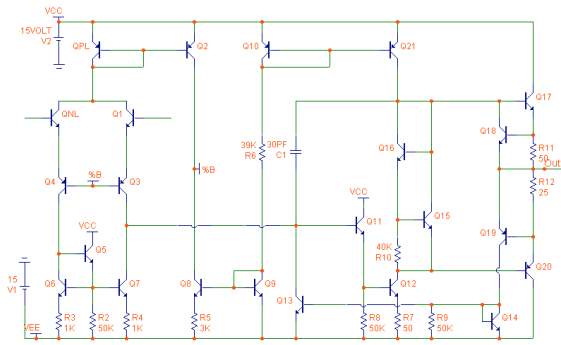 VCC
15VOLT
V2
QPL
Q2
Q10
Q21
Q17
QNL
Q1
Q18
R11
50
Out
39K
R6
30PF
C1
Q16
%B
R12
25
Q4
%B
Q3
VCC
Q11
Q15
Q19
VCC
Q5
40K
R10
Q20
15
V1
Q6
Q7
Q8
Q9
Q13
Q12
Q14
VEE
R3
1K
R2
50K
R4
1K
R5
3K
R8
50K
R7
50
R9
50K